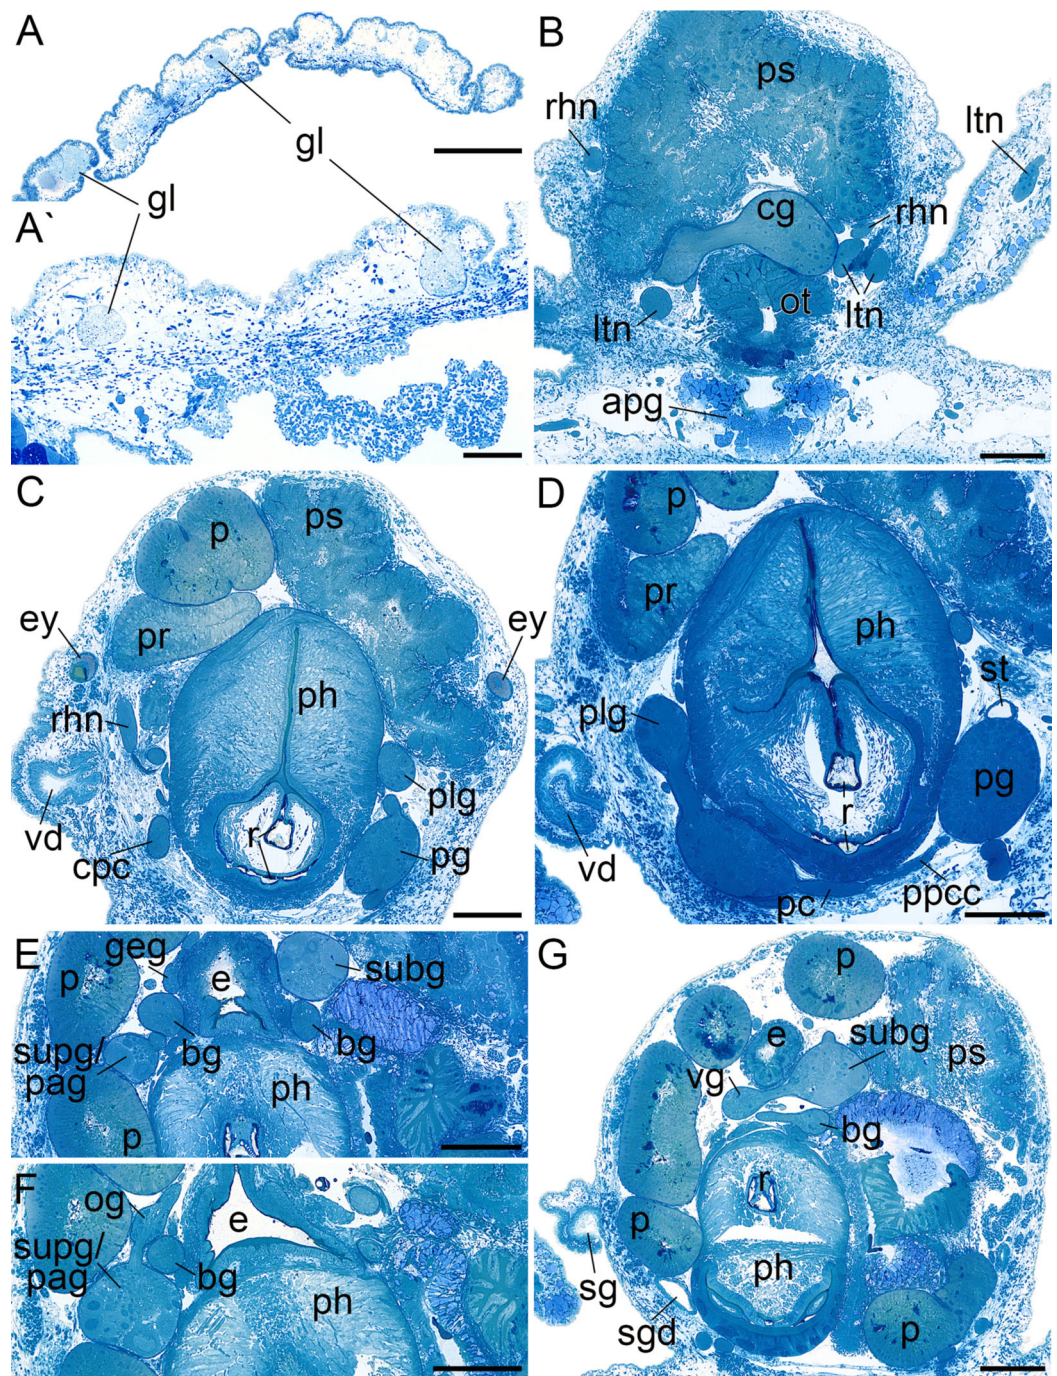 A
gl
gl
A`
B
ps
rhn
ltn
cg
rhn
ltn
ot
ltn
apg
C
p
ps
ey
pr
ey
rhn
ph
vd
plg
cpc
r
pg
D
p
pr
ph
plg
st
r
pg
vd
pc
ppcc
E
geg
p
e
subg
supg/
pag
bg
bg
ph
p
F
og
e
supg/
pag
bg
ph
G
p
e
subg
ps
vg
bg
r
p
sg
ph
sgd
p